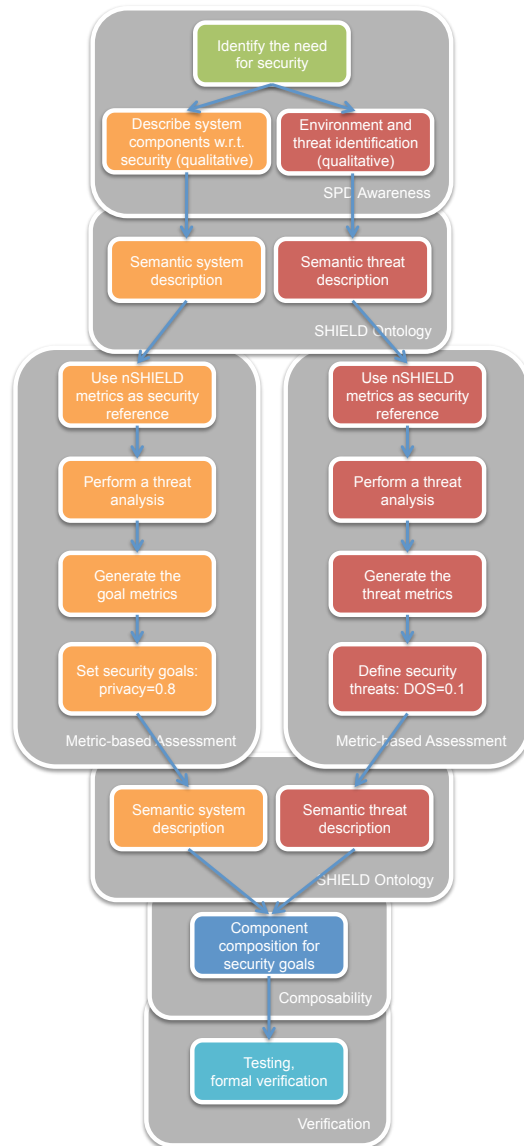 Identify the need
for security
Describe system
components w.r.t.
security (qualitative)
Environment and
threat identification
(qualitative)
SPD Awareness
Semantic system
description
Semantic threat
description
SHIELD Ontology
Use nSHIELD
metrics as security
reference
Use nSHIELD
metrics as security
reference
Perform a threat
analysis
Perform a threat
analysis
Generate the
goal metrics
Generate the
threat metrics
Set security goals:
privacy=0.8
Define security
threats: DOS=0.1
Metric-based Assessment
Metric-based Assessment
Semantic system
description
Semantic threat
description
SHIELD Ontology
Component
composition for
security goals
Composability
Testing,
formal verification
Verification